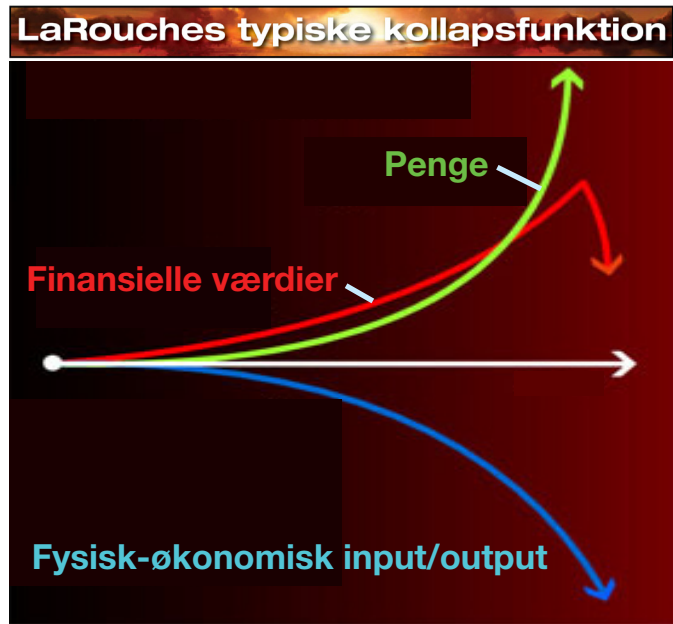 LaRouches typiske kollapsfunktion
Penge
Finansielle værdier
Fysisk-økonomisk input/output